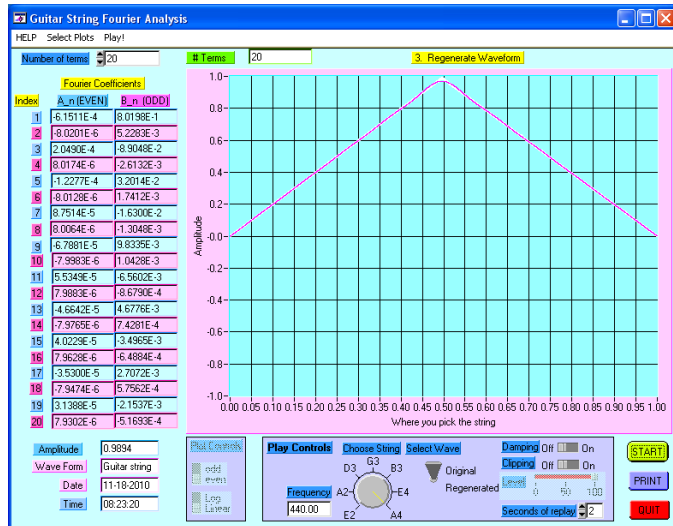 Guitar String Fourier Analysis
HELP Select Plots Play!
Number of terms 20
# Terms 20
3. Regenerate Waveform
Fourier Coefficients
Index A_n (EVEN) B_n (ODD)
1 -6.1511E-4 8.0198E-1
2 -8.0201E-6 5.2283E-3
3 2.0490E-4 -8.9048E-2
4 8.0174E-6 -2.6132E-3
5 -1.2277E-4 3.2014E-2
6 -8.0128E-6 1.7412E-3
7 8.7514E-5 -1.6300E-2
8 8.0064E-6 -1.3048E-3
9 -6.7881E-5 9.8335E-3
10 -7.9983E-6 1.0428E-3
11 5.5349E-5 -6.5602E-3
12 7.9883E-6 -8.6790E-4
13 -4.6642E-5 4.6776E-3
14 -7.9765E-6 7.4281E-4
15 4.0229E-5 -3.4965E-3
16 7.9628E-6 -6.4884E-4
17 -3.5300E-5 2.7072E-3
18 -7.9474E-6 5.7562E-4
19 3.1388E-5 -2.1537E-3
20 7.9302E-6 -5.1693E-4
Amplitude
1.0
0.8
0.6
0.4
0.2
-0.0
-0.2
-0.4
-0.6
-0.8
-1.0
0.00 0.05 0.10 0.15 0.20 0.25 0.30 0.35 0.40 0.45 0.50 0.55 0.60 0.65 0.70 0.75 0.80 0.85 0.90 0.95 1.00
Where you pick the string
Amplitude 0.9894
Wave Form Guitar string
Date 11-18-2010
Time 08:23:20
Plot Controls
odd
even
Log
Linear
Play Controls
Frequency
440.00
Choose String
G3
D3 B3
A2 E4
E2 A4
Select Wave
Original
Regenerated
Damping Off On
Clipping Off On
Level
0 50 100
Seconds of replay 2
START
PRINT
QUIT